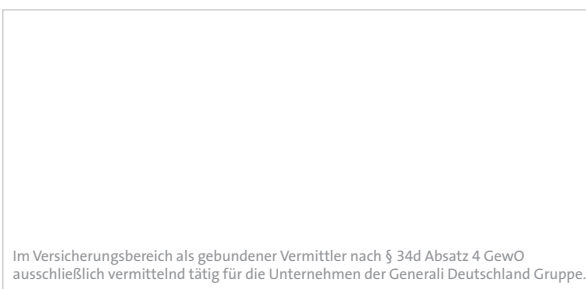 Im Versicherungsbereich als gebundener Vermittler nach § 34d Absatz 4 GewO
ausschließlich vermittelnd tätig für die Unternehmen der Generali Deutschland Gruppe.